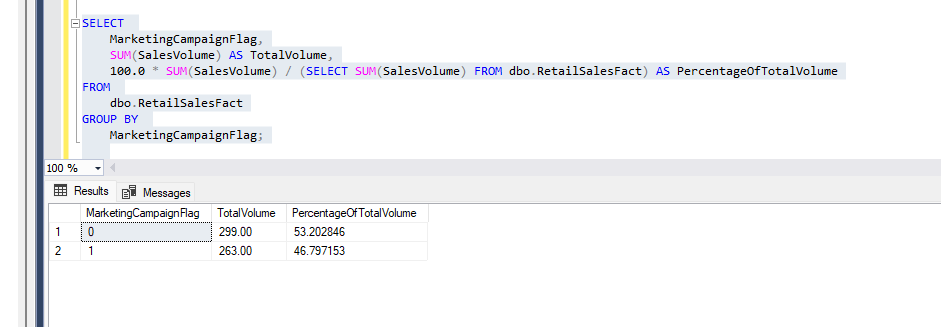 SELECT
MarketingCampaignFlag,
SUM(SalesVolume) AS TotalVolume,
100.0 * SUM(SalesVolume) / (SELECT SUM(SalesVolume) FROM dbo.RetailSalesFact) AS PercentageOfTotalVolume
FROM
dbo.RetailSalesFact
GROUP BY
MarketingCampaignFlag;
100 %
Results Messages
MarketingCampaignFlag TotalVolume PercentageOfTotalVolume
1 0 299.00 53.202846
2 1 263.00 46.797153